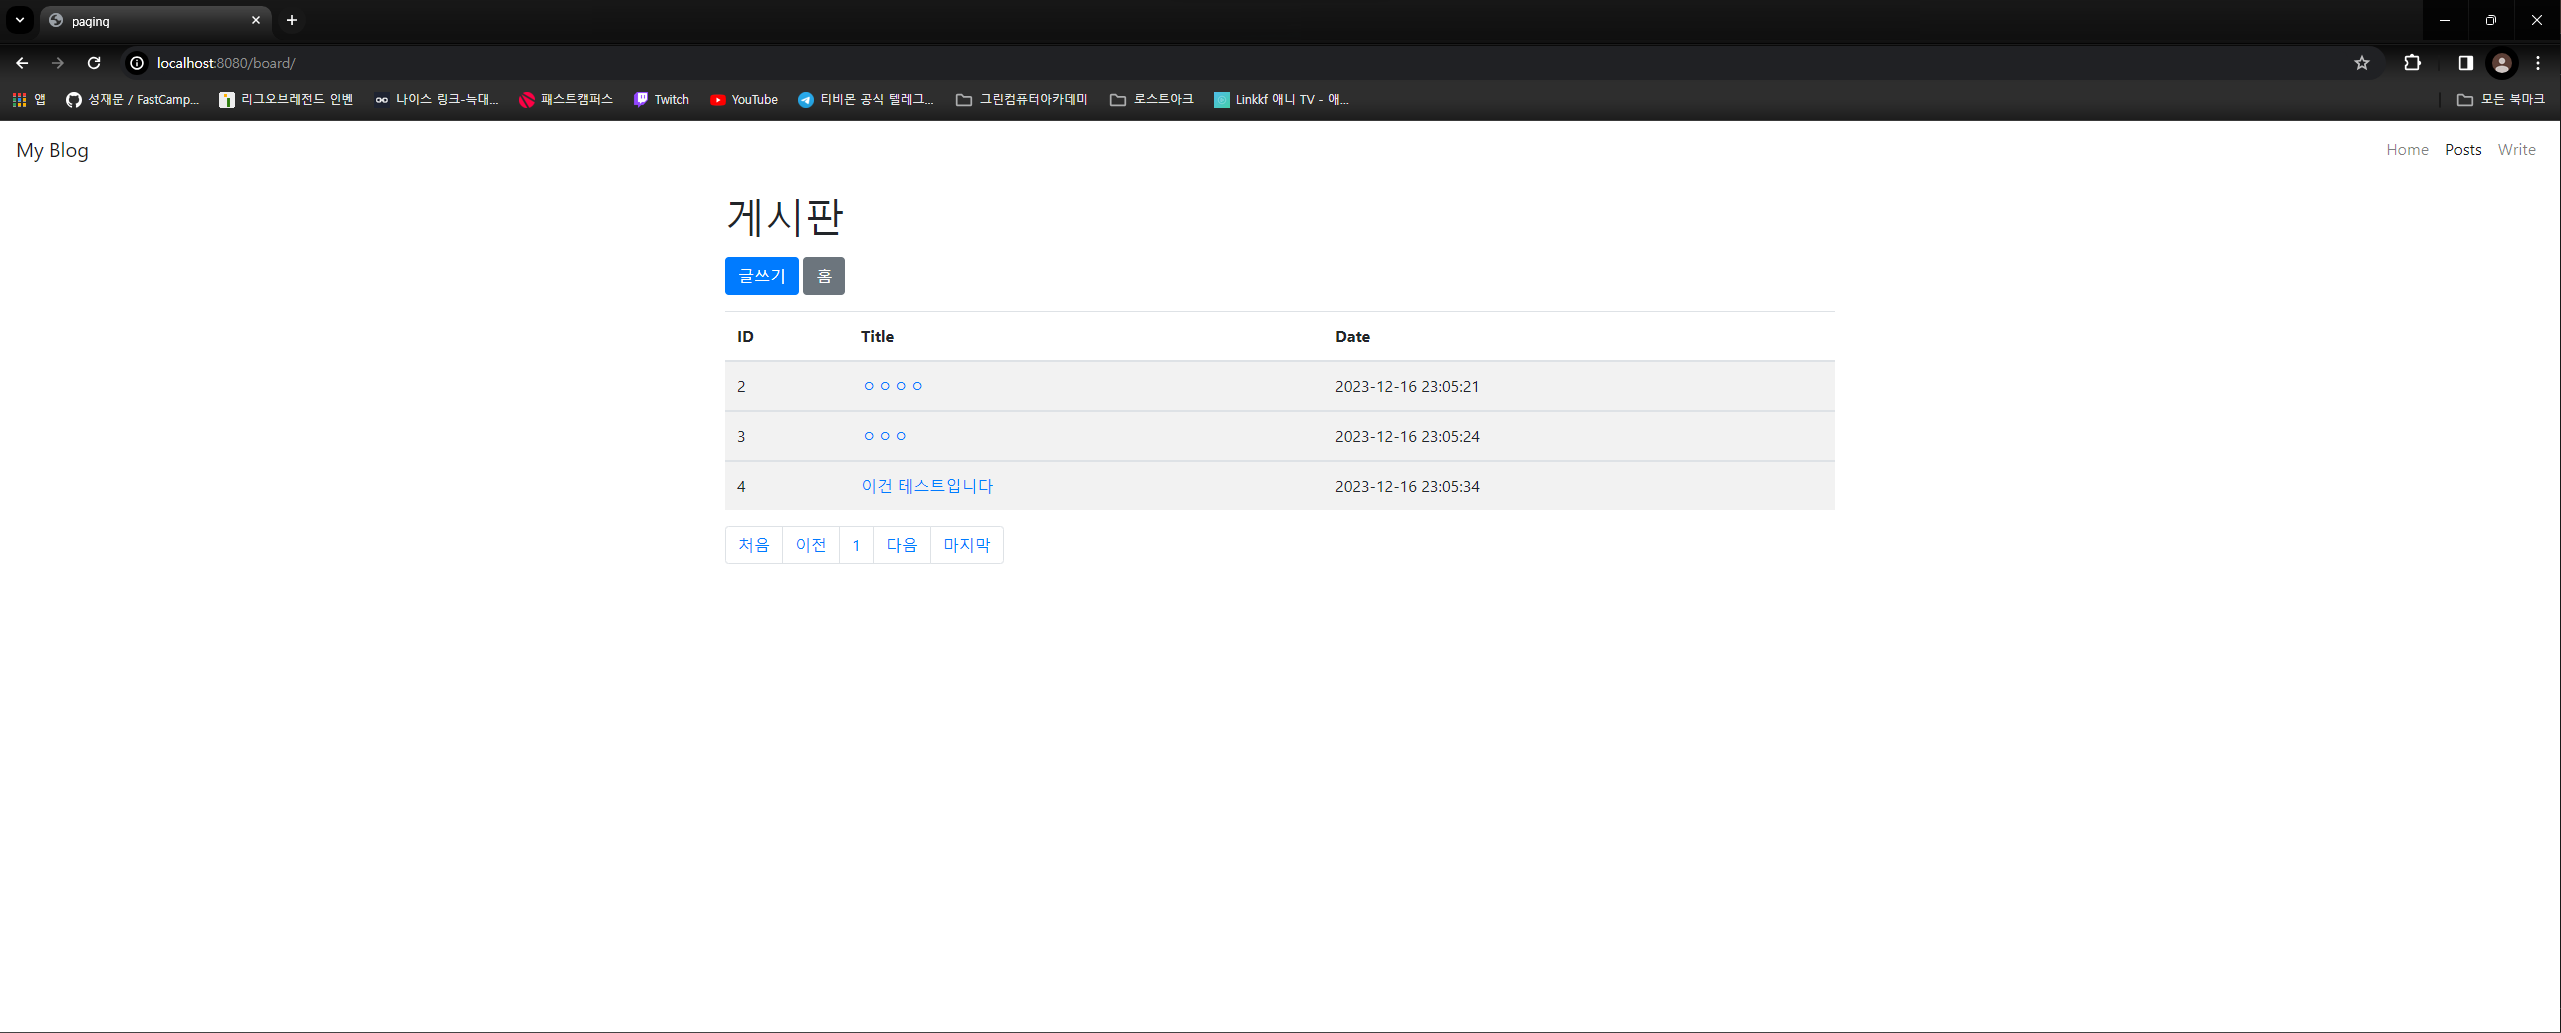 paging
localhost:8080/board/
앱 성재문 / FastCamp... 리그오브레전드 인벤 나이스 링크-늑대... 패스트캠퍼스 Twitch YouTube 티비몬 공식 텔레그... 그린컴퓨터아카데미 로스트아크 Linkkf 애니 TV - 애... 모든 북마크
My Blog Home Posts Write
게시판
글쓰기 홈
ID Title Date
2 ㅇㅇㅇㅇ 2023-12-16 23:05:21
3 ㅇㅇㅇ 2023-12-16 23:05:24
4 이건 테스트입니다 2023-12-16 23:05:34
처음 이전 1 다음 마지막